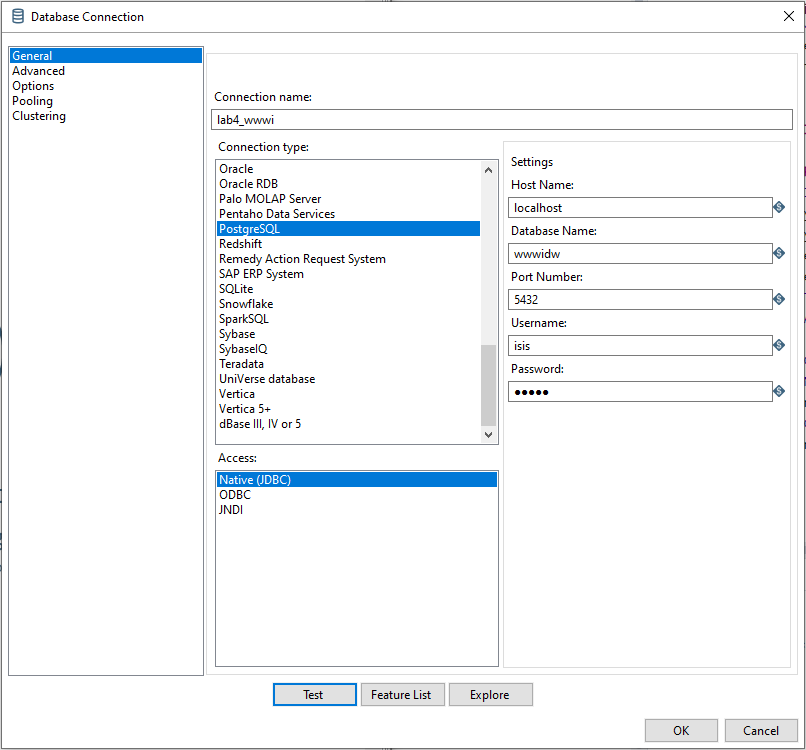 Database Connection
General
Advanced
Options
Pooling
Clustering
Connection name:
lab4_wwwi
Connection type:
Oracle
Oracle RDB
Palo MOLAP Server
Pentaho Data Services
PostgreSQL
Redshift
Remedy Action Request System
SAP ERP System
SQLite
Snowflake
SparkSQL
Sybase
SybaseIQ
Teradata
UniVerse database
Vertica
Vertica 5+
dBase III, IV or 5
Access:
Native (JDBC)
ODBC
JNDI
Settings
Host Name:
localhost
Database Name:
wwwidw
Port Number:
5432
Username:
isis
Password:
●●●●●
Test
Feature List
Explore
OK
Cancel